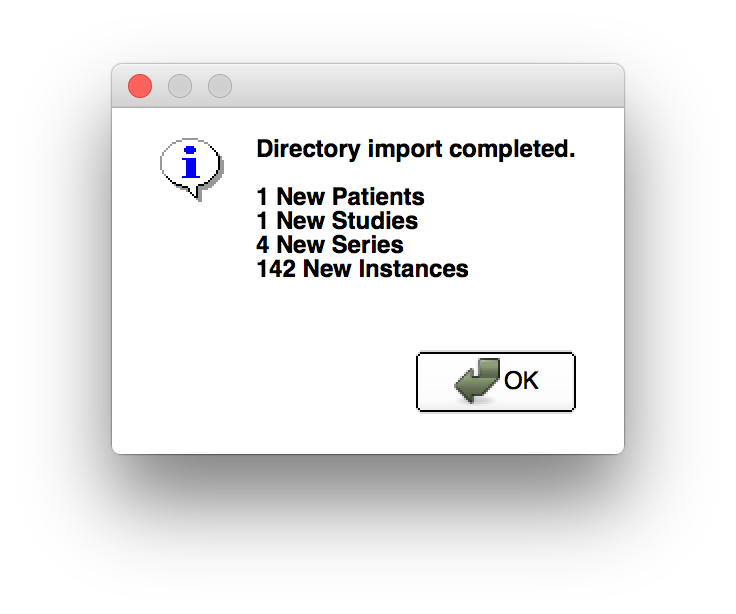 Directory import completed.
1 New Patients
1 New Studies
4 New Series
142 New Instances
OK